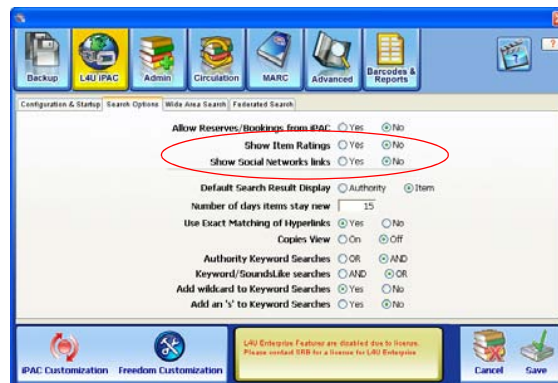 Backup L4U iPAC Admin Circulation MARC Advanced Barcodes & Reports
Configuration & Startup Search Options Wide Area Search Federated Search
Allow Reserves/Bookings from iPAC Yes No
Show Item Ratings Yes No
Show Social Networks links Yes No
Default Search Result Display Authority Item
Number of days items stay new 15
Use Exact Matching of Hyperlinks Yes No
Copies View On Off
Authority Keyword Searches OR AND
Keyword/SoundsLike searches AND OR
Add wildcard to Keyword Searches Yes No
Add an 's' to Keyword Searches Yes No
L4U Enterprise Features are disabled due to license.
Please contact SRB for a license for L4U Enterprise
iPAC Customization Freedom Customization Cancel Save